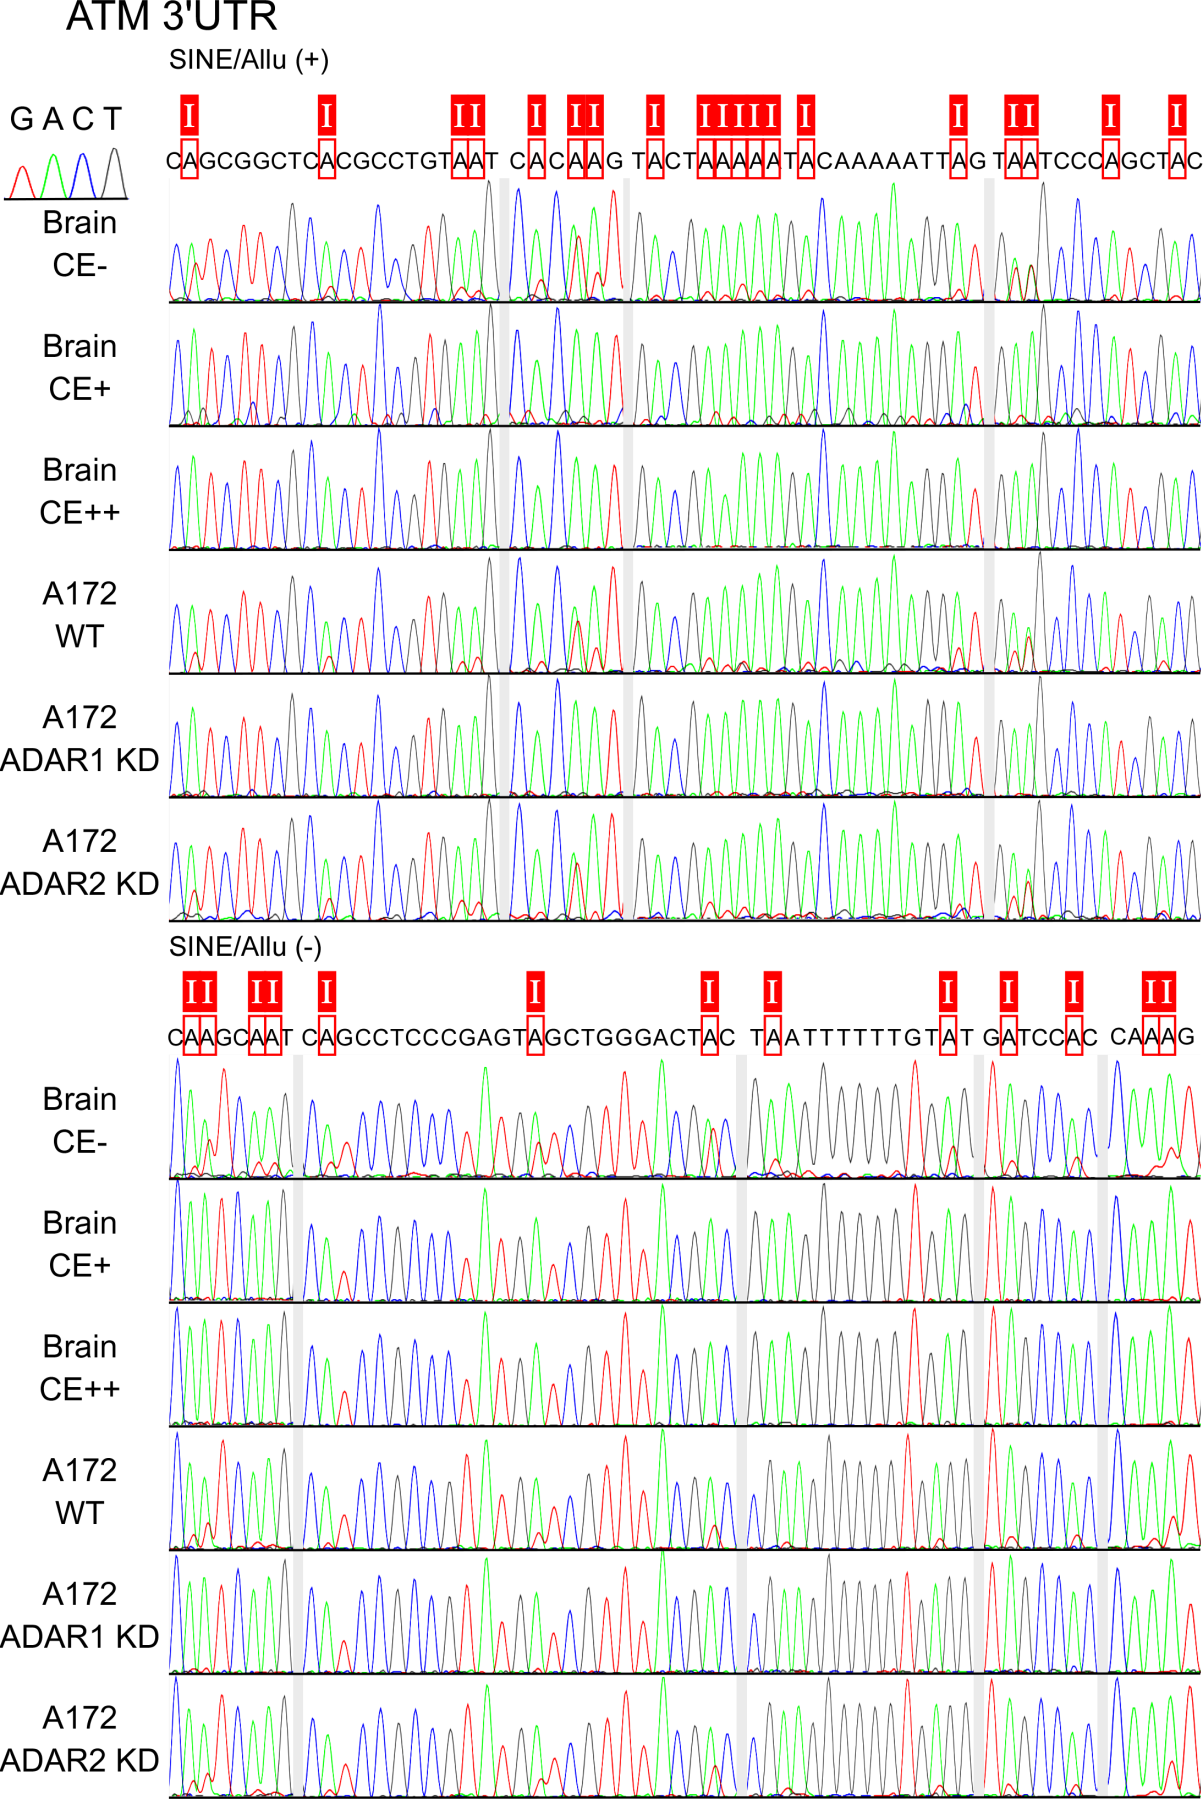 ATM 3'UTR
SINE/Allu (+)
G A C T
I I II I II I IIIII I I II I I
CAGCGGCTCACGCCTGTAAT CACAAG TACTAAAAATACAAAAATTAG TAATCCCAGCTAC
Brain
CE-
Brain
CE+
Brain
CE++
A172
WT
A172
ADAR1 KD
A172
ADAR2 KD
SINE/Allu (-)
II II I I I I I I I II
CAAGCAAT CAGCCTCCCGAGTAGCTGGGACTAC TAATTTTTTGTAT GATCCAC CAAAG
Brain
CE-
Brain
CE+
Brain
CE++
A172
WT
A172
ADAR1 KD
A172
ADAR2 KD